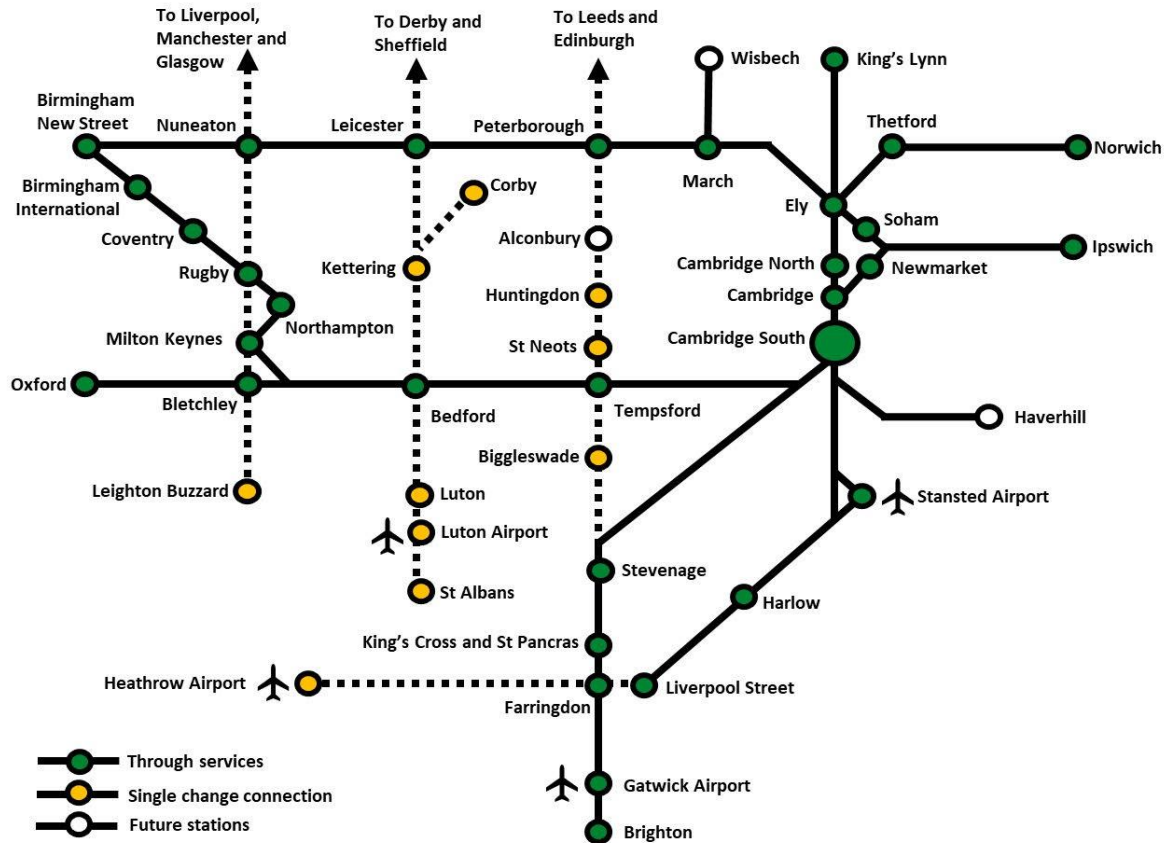 To Liverpool,
Manchester and
Glasgow
To Derby and
Sheffield
To Leeds and
Edinburgh
Wisbech
King's Lynn
Birmingham
New Street
Nuneaton
Leicester
Peterborough
Thetford
Norwich
March
Birmingham
International
Corby
Ely
Soham
Coventry
Alconbury
Ipswich
Rugby
Kettering
Cambridge North
Newmarket
Huntingdon
Cambridge
Northampton
Milton Keynes
St Neots
Cambridge South
Oxford
Bletchley
Bedford
Tempsford
Haverhill
Biggleswade
Leighton Buzzard
Luton
Stansted Airport
Luton Airport
Stevenage
St Albans
Harlow
King's Cross and St Pancras
Heathrow Airport
Liverpool Street
Farringdon
Through services
Gatwick Airport
Single change connection
Future stations
Brighton